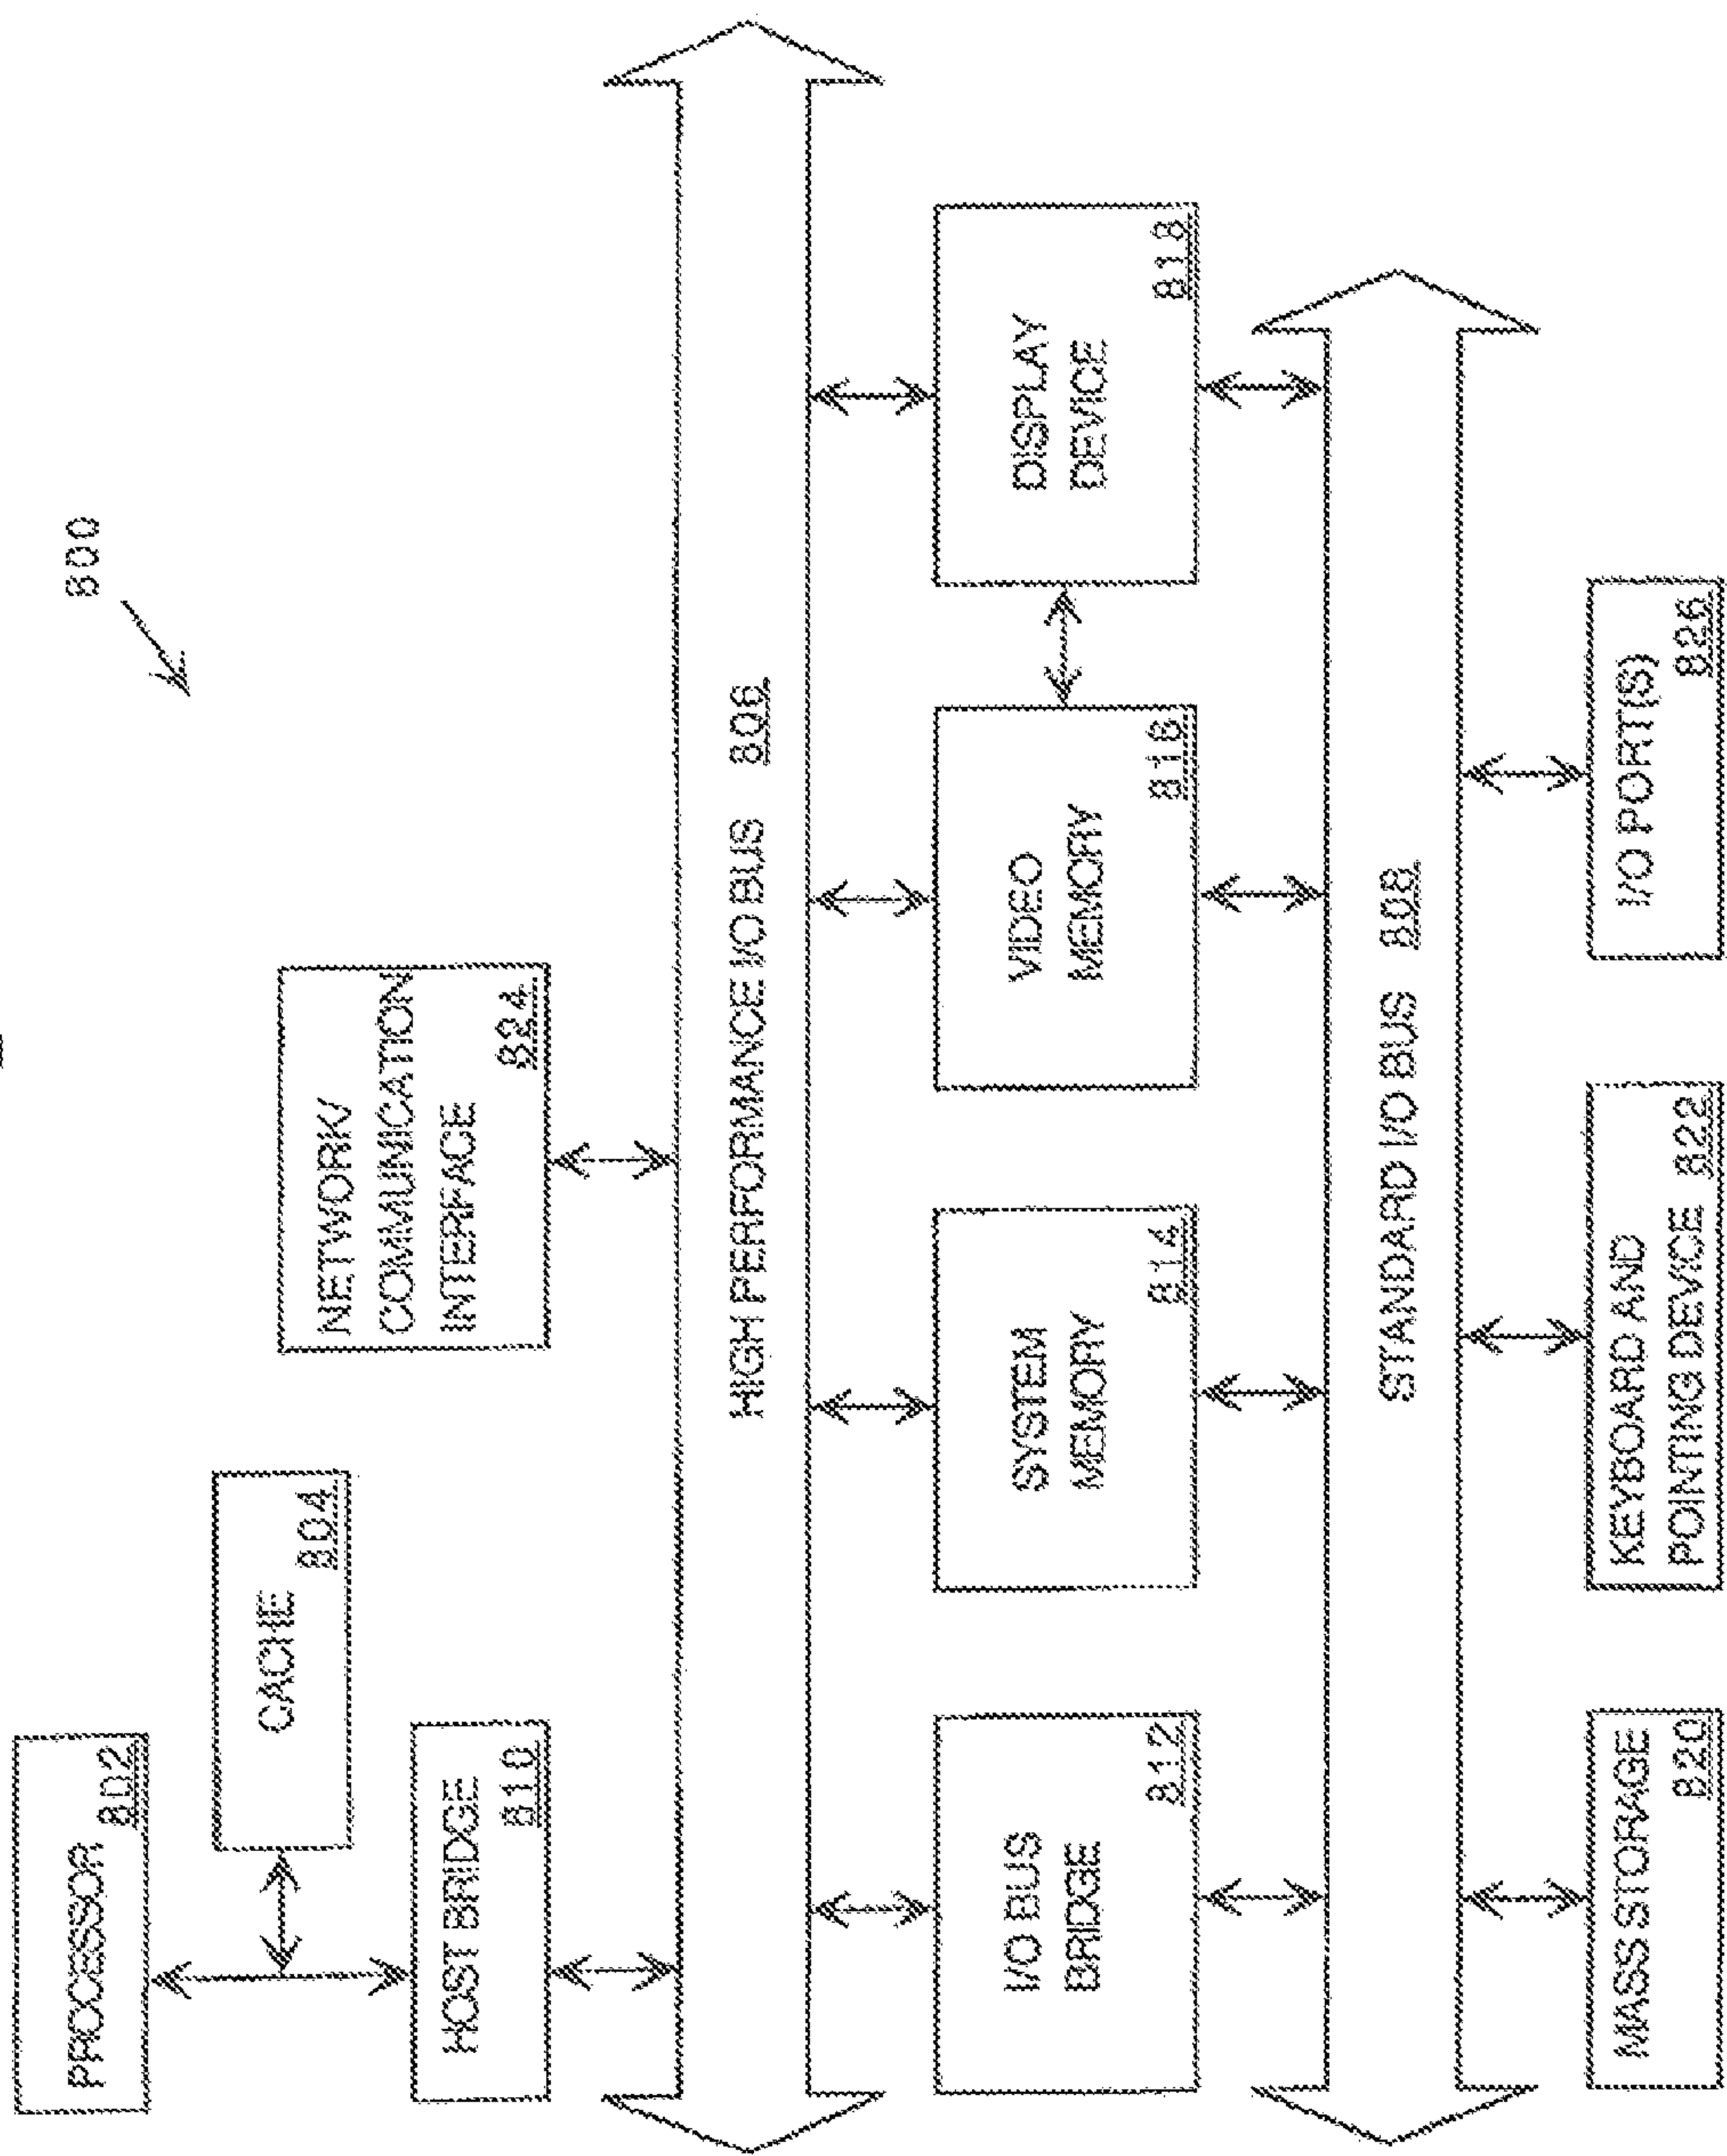 800
PROCESSOR
802
CACHE
804
HOST BRIDGE
810
NETWORK/
COMMUNICATION
INTERFACE
824
HIGH PERFORMANCE I/O BUS 806
I/O BUS
BRIDGE
812
SYSTEM
MEMORY
814
VIDEO
MEMORY
816
DISPLAY
DEVICE
818
STANDARD I/O BUS 808
MASS STORAGE
820
KEYBOARD AND
POINTING DEVICE 822
I/O PORT(S)
826